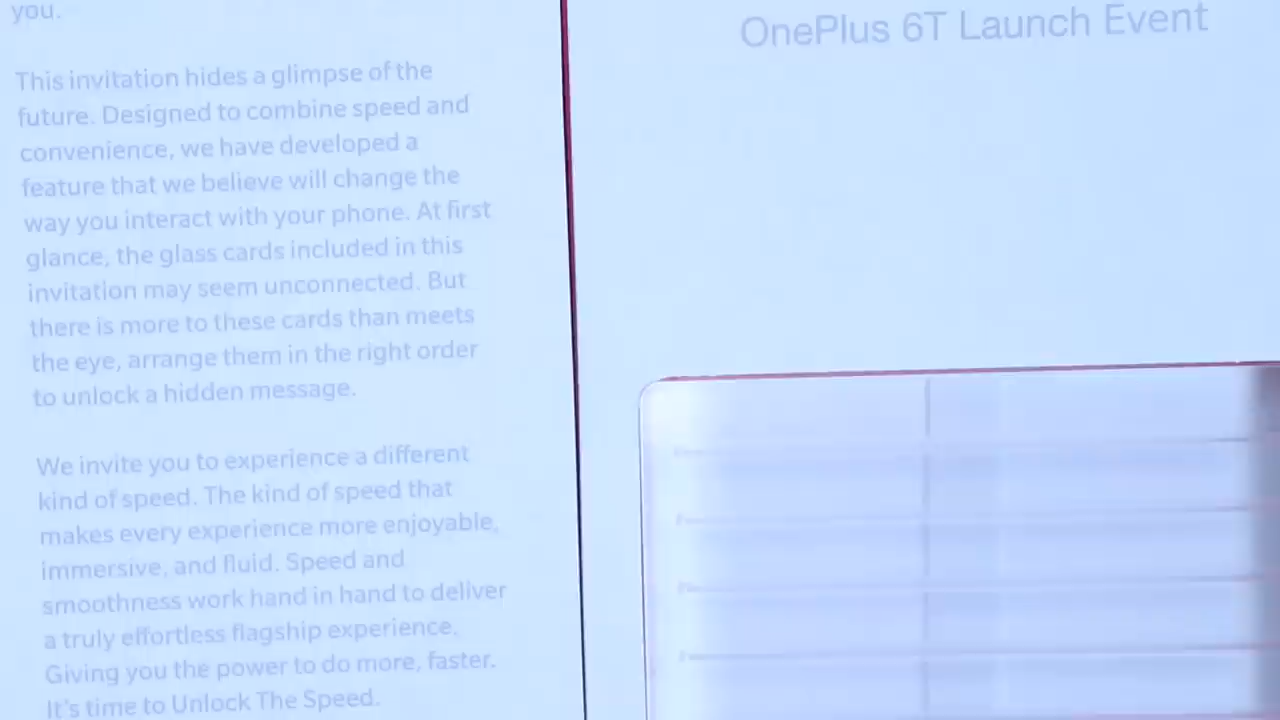 you.
This invitation hides a glimpse of the
future. Designed to combine speed and
convenience, we have developed a
feature that we believe will change the
way you interact with your phone. At first
glance, the glass cards included in this
invitation may seem unconnected. But
there is more to these cards than meets
the eye, arrange them in the right order
to unlock a hidden message.
We invite you to experience a different
kind of speed. The kind of speed that
makes every experience more enjoyable,
immersive, and fluid. Speed and
smoothness work hand in hand to deliver
a truly effortless flagship experience.
Giving you the power to do more, faster.
It's time to Unlock The Speed.
OnePlus 6T Launch Event